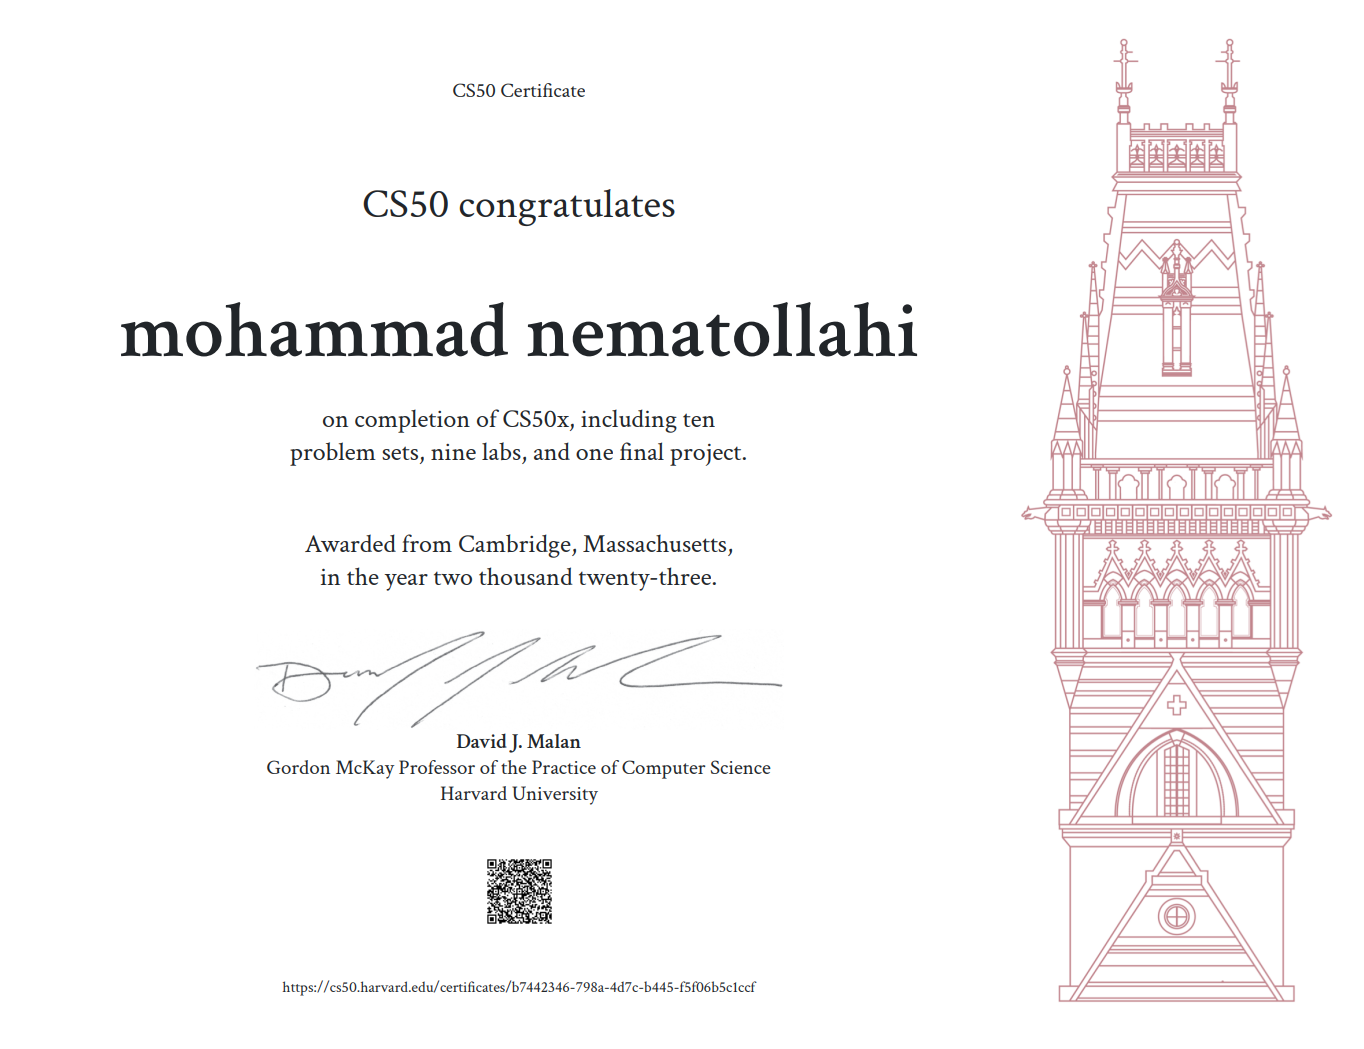 CS50 Certificate
CS50 congratulates
mohammad nematollahi
on completion of CS50x, including ten
problem sets, nine labs, and one final project.
Awarded from Cambridge, Massachusetts,
in the year two thousand twenty-three.
David J. Malan
Gordon McKay Professor of the Practice of Computer Science
Harvard University
https://cs50.harvard.edu/certificates/b7442346-798a-4d7c-b445-f5f06b5c1ccf